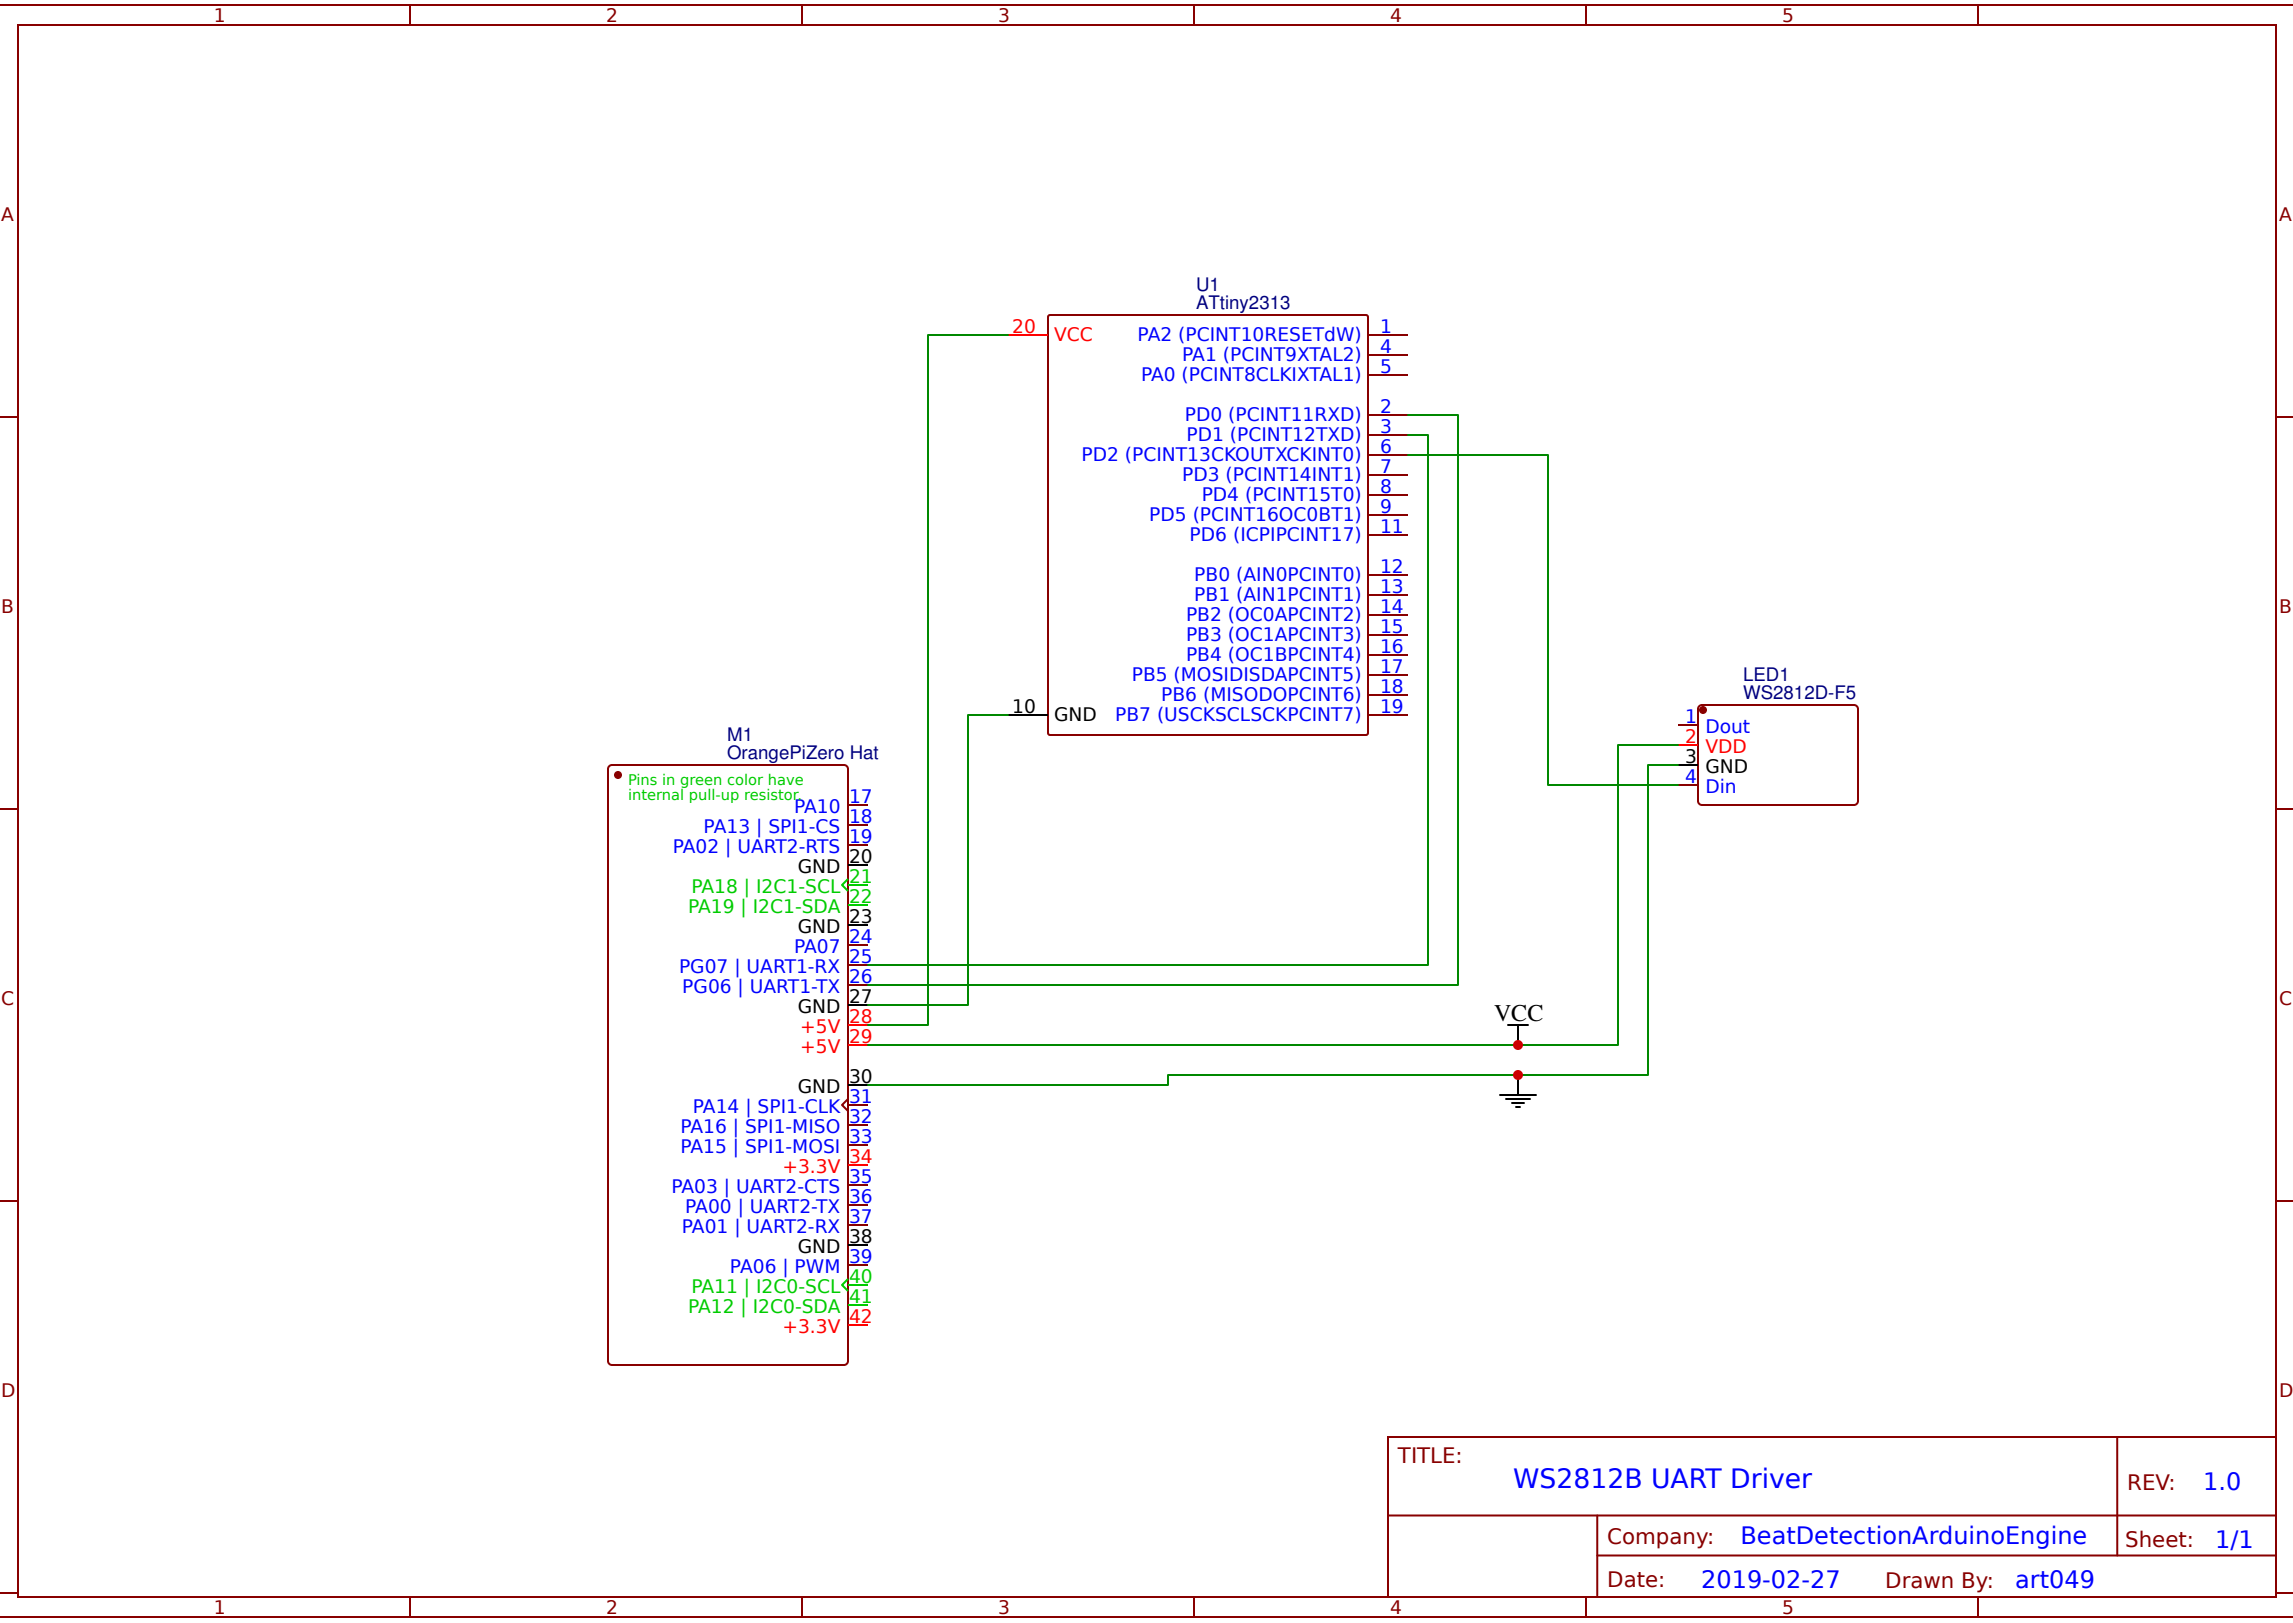 1 2 3 4 5
A A
B B
C C
D D
U1
ATtiny2313
20 VCC
10 GND
PA2 (PCINT10RESETdW) 1
PA1 (PCINT9XTAL2) 4
PA0 (PCINT8CLKIXTAL1) 5
PD0 (PCINT11RXD) 2
PD1 (PCINT12TXD) 3
PD2 (PCINT13CKOUTXCKINT0) 6
PD3 (PCINT14INT1) 7
PD4 (PCINT15T0) 8
PD5 (PCINT16OC0BT1) 9
PD6 (ICPIPCINT17) 11
PB0 (AIN0PCINT0) 12
PB1 (AIN1PCINT1) 13
PB2 (OC0APCINT2) 14
PB3 (OC1APCINT3) 15
PB4 (OC1BPCINT4) 16
PB5 (MOSIDISDAPCINT5) 17
PB6 (MISODOPCINT6) 18
PB7 (USCKSCLSCKPCINT7) 19
LED1
WS2812D-F5
1 Dout
2 VDD
3 GND
4 Din
M1
OrangePiZero Hat
Pins in green color have
internal pull-up resistor
PA10 17
PA13 | SPI1-CS 18
PA02 | UART2-RTS 19
GND 20
PA18 | I2C1-SCL 21
PA19 | I2C1-SDA 22
GND 23
PA07 24
PG07 | UART1-RX 25
PG06 | UART1-TX 26
GND 27
+5V 28
+5V 29
GND 30
PA14 | SPI1-CLK 31
PA16 | SPI1-MISO 32
PA15 | SPI1-MOSI 33
+3.3V 34
PA03 | UART2-CTS 35
PA00 | UART2-TX 36
PA01 | UART2-RX 37
GND 38
PA06 | PWM 39
PA11 | I2C0-SCL 40
PA12 | I2C0-SDA 41
+3.3V 42
VCC
TITLE:
WS2812B UART Driver
REV: 1.0
Company: BeatDetectionArduinoEngine
Sheet: 1/1
Date: 2019-02-27 Drawn By: art049
1 2 3 4 5